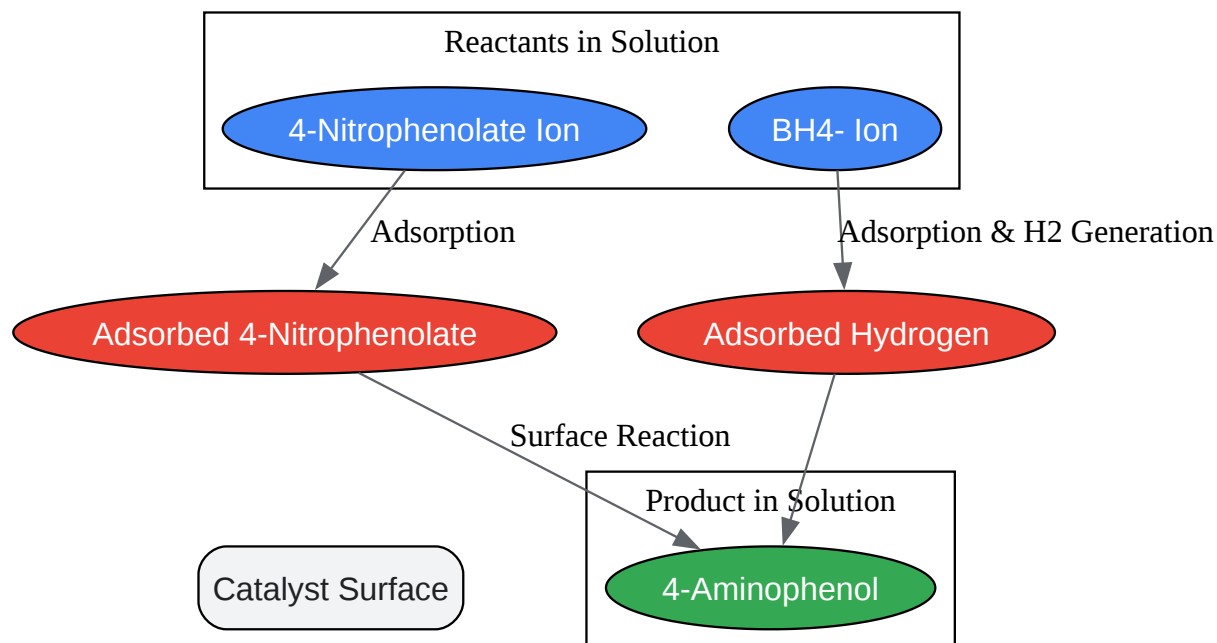 Reactants in Solution
4-Nitrophenolate Ion
BH4- Ion
Adsorption
Adsorption & H2 Generation
Adsorbed 4-Nitrophenolate
Adsorbed Hydrogen
Surface Reaction
Product in Solution
Catalyst Surface
4-Aminophenol